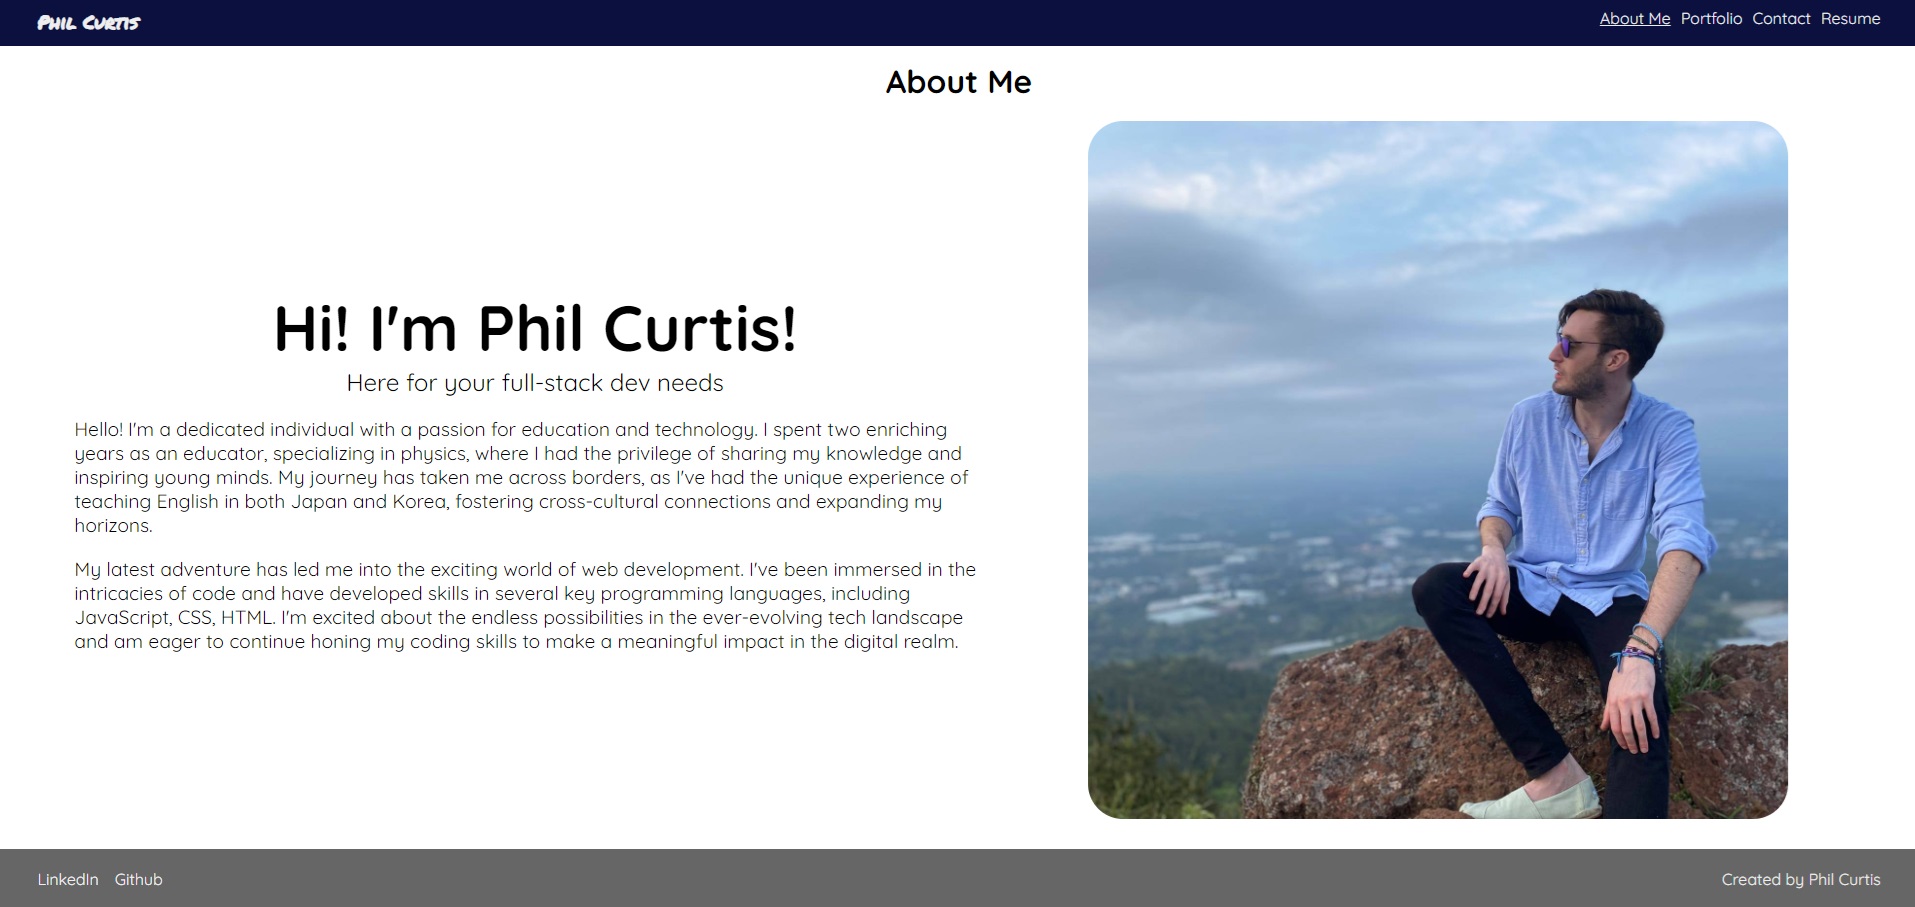 Phil Curtis
About Me Portfolio Contact Resume
About Me
Hi! I'm Phil Curtis!
Here for your full-stack dev needs
Hello! I'm a dedicated individual with a passion for education and technology. I spent two enriching
years as an educator, specializing in physics, where I had the privilege of sharing my knowledge and
inspiring young minds. My journey has taken me across borders, as I've had the unique experience of
teaching English in both Japan and Korea, fostering cross-cultural connections and expanding my
horizons.
My latest adventure has led me into the exciting world of web development. I've been immersed in the
intricacies of code and have developed skills in several key programming languages, including
JavaScript, CSS, HTML. I'm excited about the endless possibilities in the ever-evolving tech landscape
and am eager to continue honing my coding skills to make a meaningful impact in the digital realm.
LinkedIn Github
Created by Phil Curtis